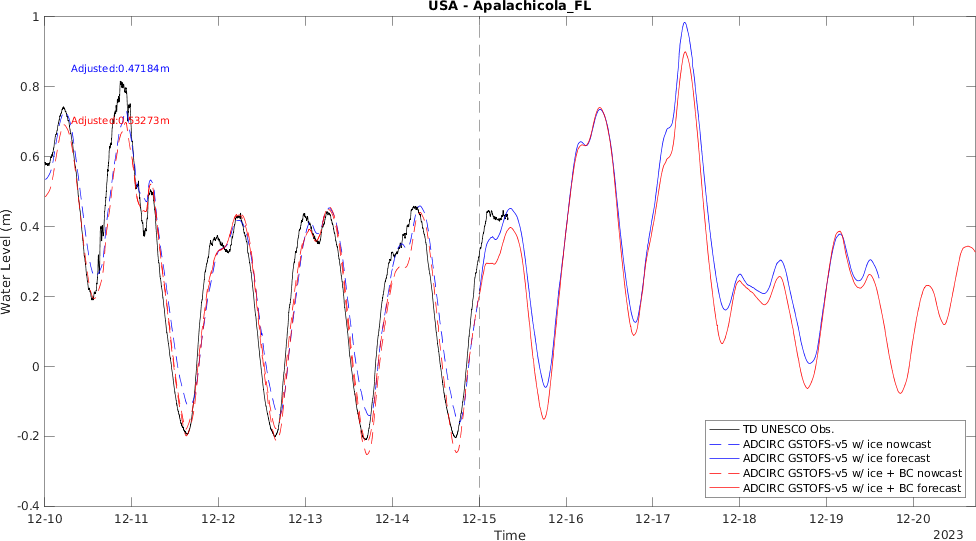 USA - Apalachicola_FL
Adjusted:0.47184m
Adjusted:0.53273m
Water Level (m)
1
0.8
0.6
0.4
0.2
0
-0.2
-0.4
12-10 12-11 12-12 12-13 12-14 12-15 12-16 12-17 12-18 12-19 12-20
Time
2023
TD UNESCO Obs.
ADCIRC GSTOFS-v5 w/ ice nowcast
ADCIRC GSTOFS-v5 w/ ice forecast
ADCIRC GSTOFS-v5 w/ ice + BC nowcast
ADCIRC GSTOFS-v5 w/ ice + BC forecast